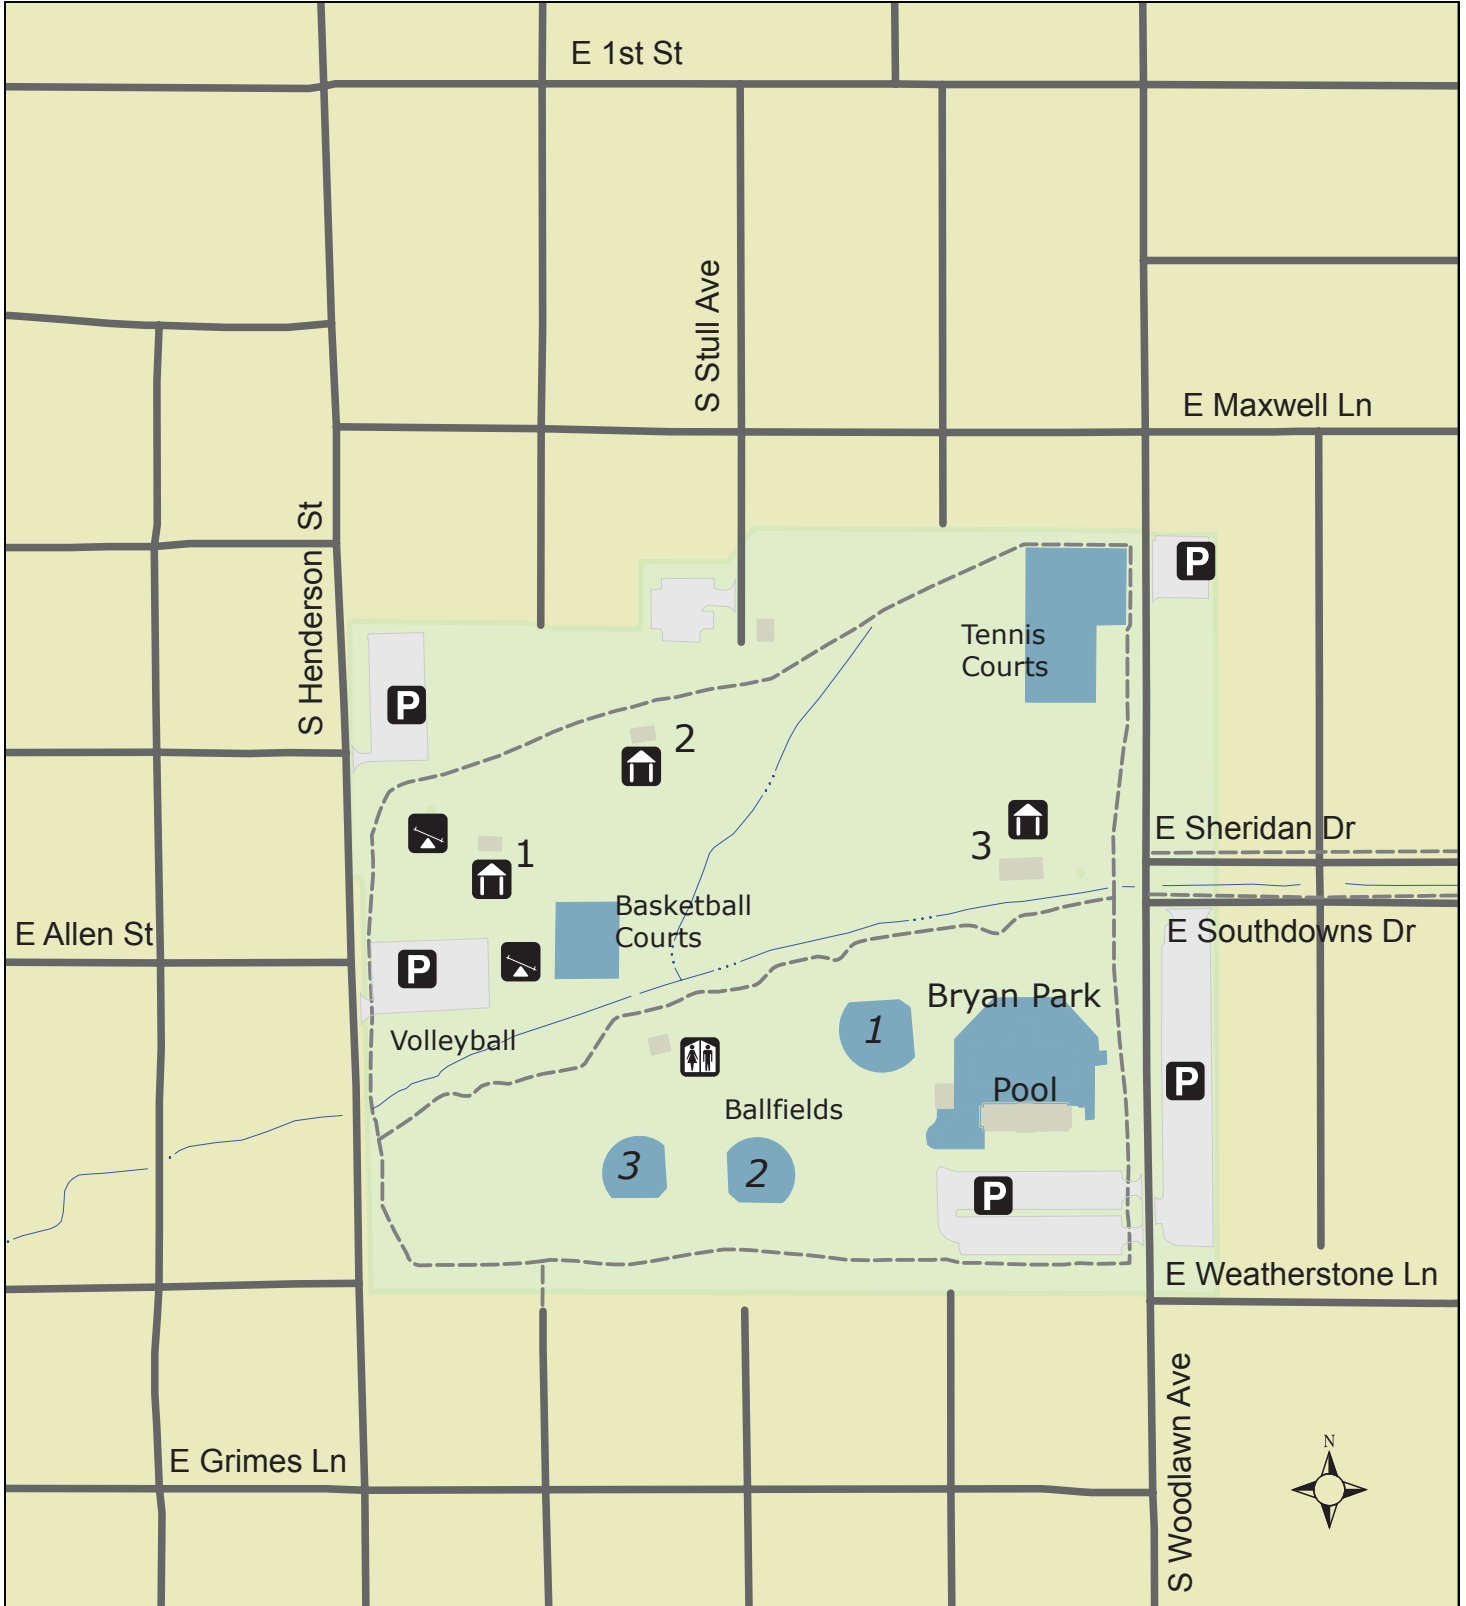 E 1st St
S Stull Ave
E Maxwell Ln
S Henderson St
P
Tennis
Courts
P
2
E Sheridan Dr
3
1
Basketball
Courts
E Allen St
E Southdowns Dr
P
Bryan Park
1
Volleyball
P
Pool
Ballfields
3
2
P
E Weatherstone Ln
S Woodlawn Ave
E Grimes Ln
N